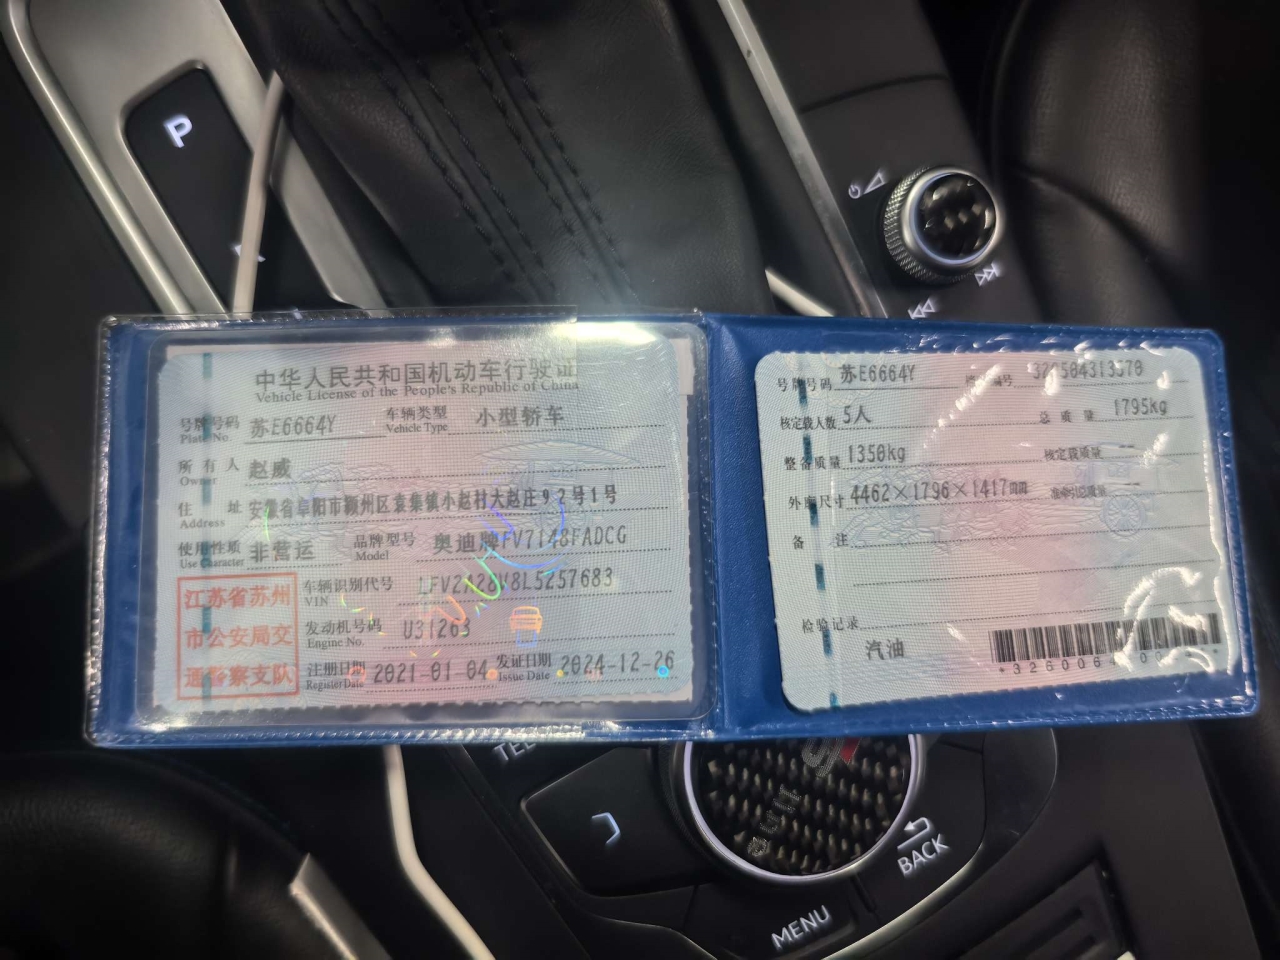 P
中华人民共和国机动车行驶证
Vehicle License of the People's Republic of China
号牌号码 苏E6664Y 车辆类型 小型轿车
Plate No. Vehicle Type
所有人 赵威
Owner
住址 安徽省阜阳市颍州区袁集镇小赵村大赵庄92号1号
Address
使用性质 非营运 品牌型号 奥迪牌FV7148FADCG
Use Character Model
江苏省苏州
市公安局交
通警察支队
车辆识别代号
VIN
发动机号码 U31263
Engine No.
注册日期 2021-01-04 发证日期 2024-12-26
Register Date Issue Date
号牌号码 苏E6664Y
核定载人数 5人 总质量 1795kg
整备质量 1350kg 核定载质量 --
外廓尺寸 4462×1796×1417mm 准牵引总质量 --
备注
检验记录
汽油
BACK
MENU